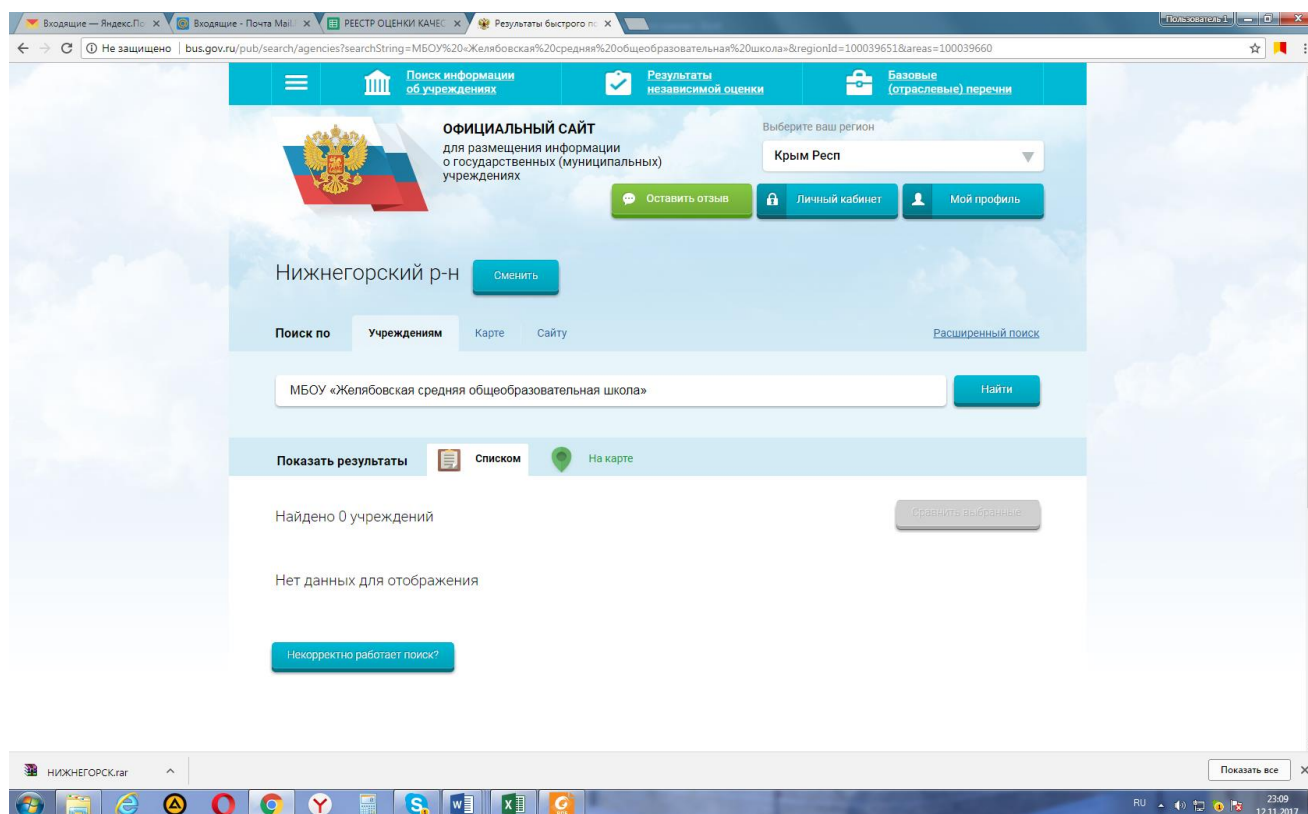 Входящие — Яндекс.По
Входящие - Почта Mail.
РЕЕСТР ОЦЕНКИ КАЧЕС
Результаты быстрого по
Пользователь 1
Не защищено | bus.gov.ru/pub/search/agencies?searchString=МБОУ%20«Желябовская%20средняя%20общеобразовательная%20школа»&regionId=100039651&areas=100039660
Поиск информации
об учреждениях
Результаты
независимой оценки
Базовые
(отраслевые) перечни
ОФИЦИАЛЬНЫЙ САЙТ
для размещения информации
о государственных (муниципальных)
учреждениях
Выберите ваш регион
Крым Респ
Оставить отзыв
Личный кабинет
Мой профиль
Нижнегорский р-н
Сменить
Поиск по
Учреждениям
Карте
Сайту
Расширенный поиск
МБОУ «Желябовская средняя общеобразовательная школа»
Найти
Показать результаты
Списком
На карте
Найдено 0 учреждений
Сравнить выбранные
Нет данных для отображения
Некорректно работает поиск?
НИЖНЕГОРСК.rar
Показать все
RU
23:09
12.11.2017